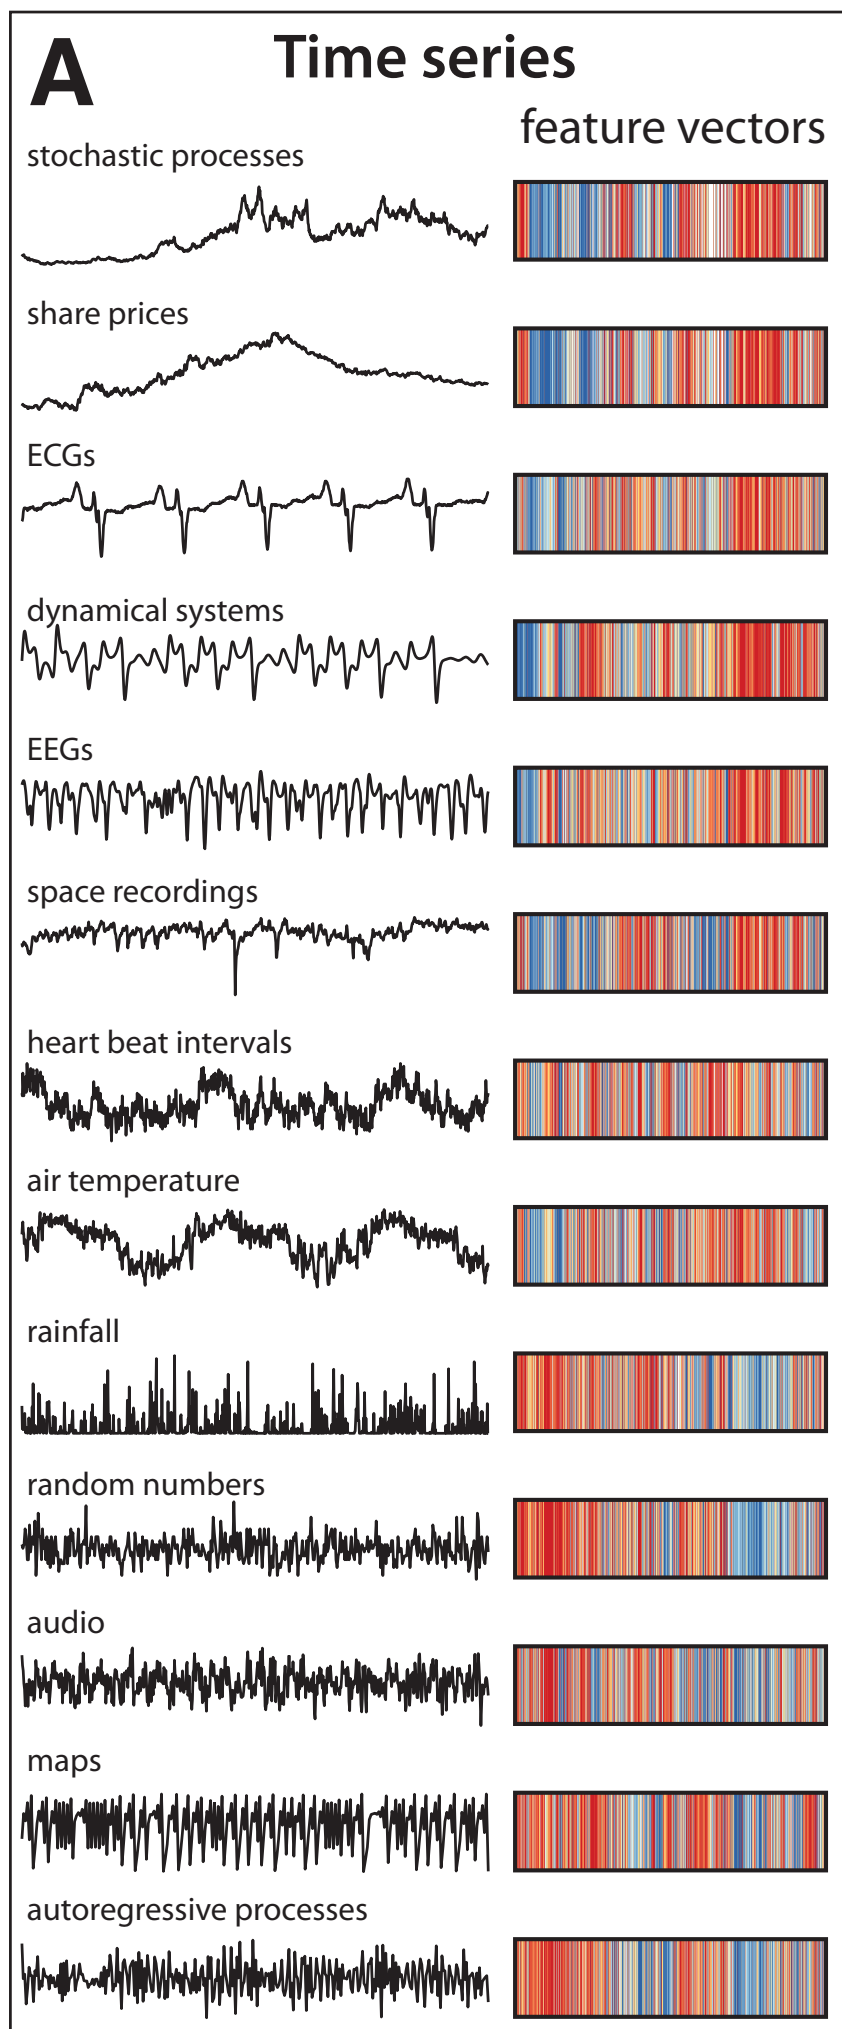 A
Time series
feature vectors
stochastic processes
share prices
ECGs
dynamical systems
EEGs
space recordings
heart beat intervals
air temperature
rainfall
random numbers
audio
maps
autoregressive processes